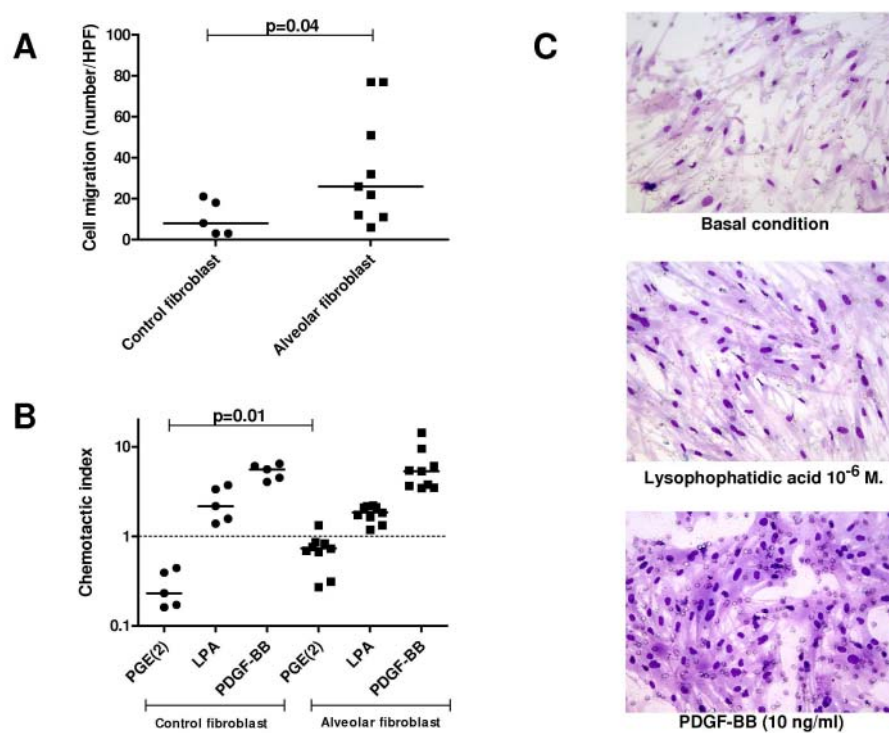 A
p=0.04
Cell migration (number/HPF)
100
80
60
40
20
0
Control fibroblast
Alveolar fibroblast
B
p=0.01
Chemotactic index
10
1
0.1
PGE(2)
LPA
PDGF-BB
PGE(2)
LPA
PDGF-BB
Control fibroblast
Alveolar fibroblast
C
Basal condition
Lysophophatidic acid 10⁻⁶ M.
PDGF-BB (10 ng/ml)